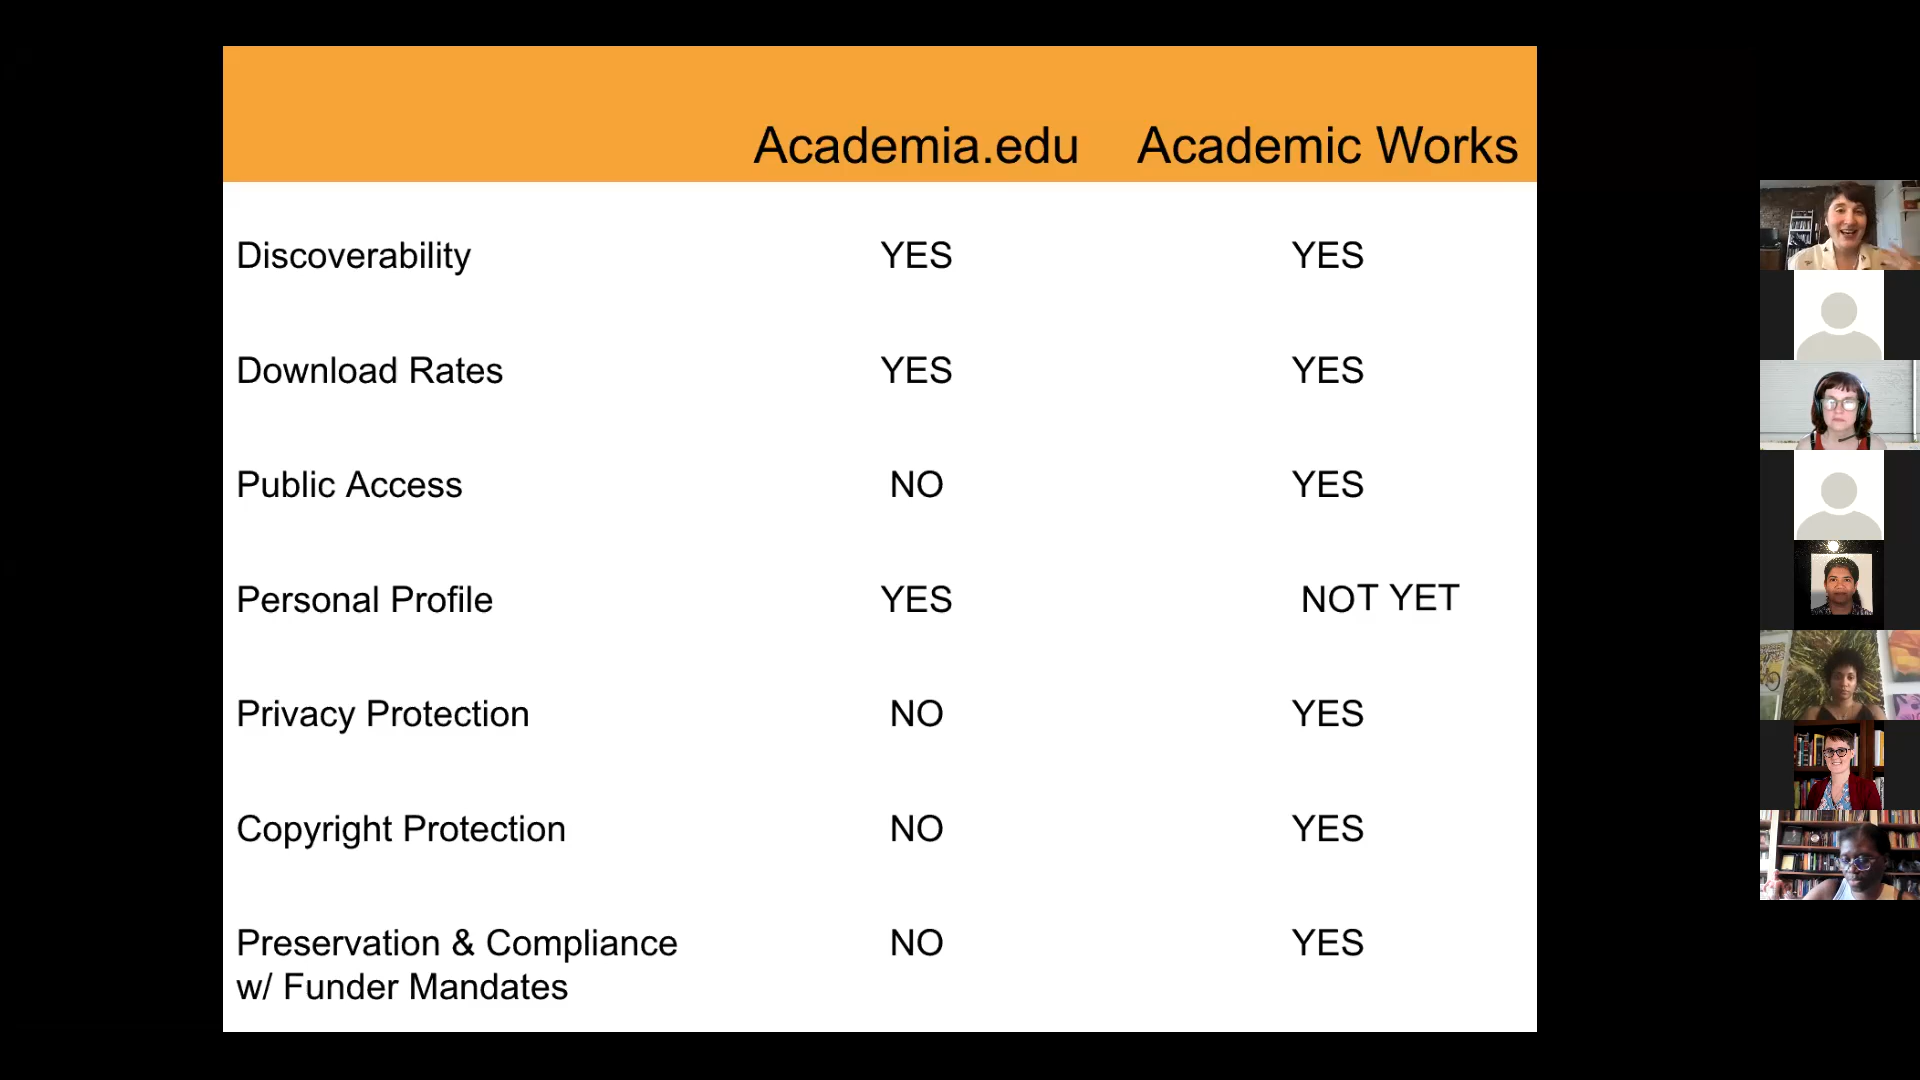 Academia.edu Academic Works
Discoverability YES YES
Download Rates YES YES
Public Access NO YES
Personal Profile YES NOT YET
Privacy Protection NO YES
Copyright Protection NO YES
Preservation & Compliance NO YES
w/ Funder Mandates